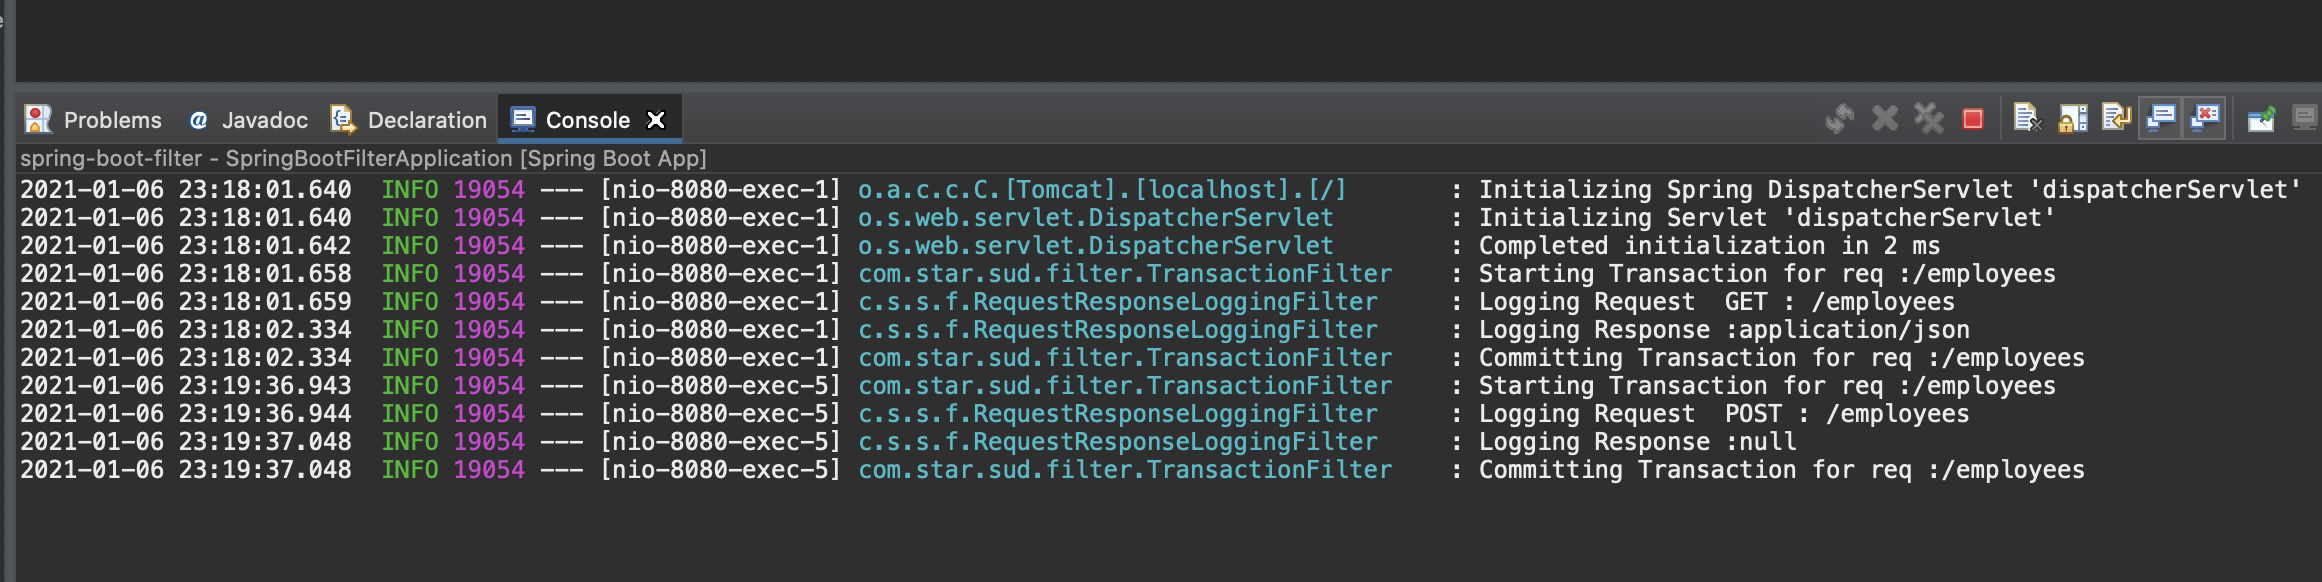 Problems @ Javadoc Declaration Console
spring-boot-filter - SpringBootFilterApplication [Spring Boot App]
2021-01-06 23:18:01.640  INFO 19054 --- [nio-8080-exec-1] o.a.c.c.C.[Tomcat].[localhost].[/]       : Initializing Spring DispatcherServlet 'dispatcherServlet'
2021-01-06 23:18:01.640  INFO 19054 --- [nio-8080-exec-1] o.s.web.servlet.DispatcherServlet        : Initializing Servlet 'dispatcherServlet'
2021-01-06 23:18:01.642  INFO 19054 --- [nio-8080-exec-1] o.s.web.servlet.DispatcherServlet        : Completed initialization in 2 ms
2021-01-06 23:18:01.658  INFO 19054 --- [nio-8080-exec-1] com.star.sud.filter.TransactionFilter    : Starting Transaction for req :/employees
2021-01-06 23:18:01.659  INFO 19054 --- [nio-8080-exec-1] c.s.s.f.RequestResponseLoggingFilter     : Logging Request  GET : /employees
2021-01-06 23:18:02.334  INFO 19054 --- [nio-8080-exec-1] c.s.s.f.RequestResponseLoggingFilter     : Logging Response :application/json
2021-01-06 23:18:02.334  INFO 19054 --- [nio-8080-exec-1] com.star.sud.filter.TransactionFilter    : Committing Transaction for req :/employees
2021-01-06 23:19:36.943  INFO 19054 --- [nio-8080-exec-5] com.star.sud.filter.TransactionFilter    : Starting Transaction for req :/employees
2021-01-06 23:19:36.944  INFO 19054 --- [nio-8080-exec-5] c.s.s.f.RequestResponseLoggingFilter     : Logging Request  POST : /employees
2021-01-06 23:19:37.048  INFO 19054 --- [nio-8080-exec-5] c.s.s.f.RequestResponseLoggingFilter     : Logging Response :null
2021-01-06 23:19:37.048  INFO 19054 --- [nio-8080-exec-5] com.star.sud.filter.TransactionFilter    : Committing Transaction for req :/employees